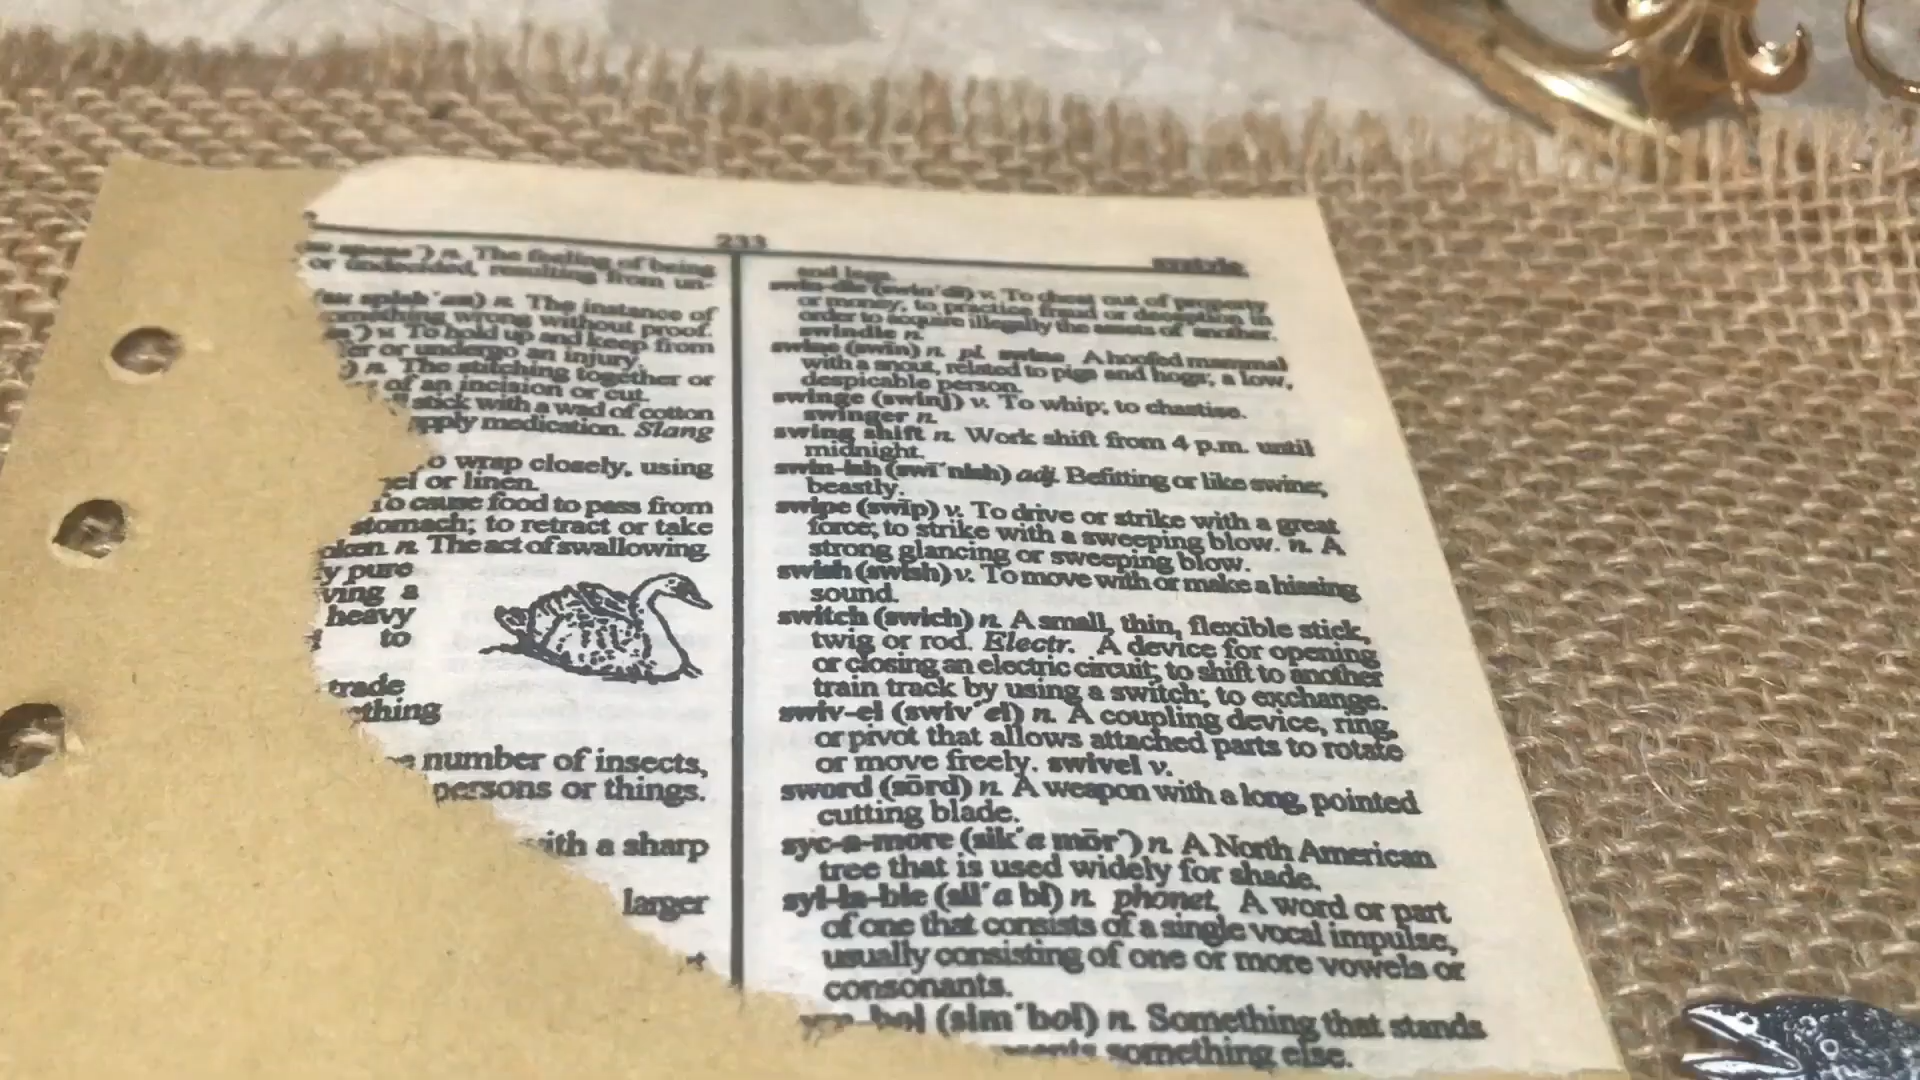 233
n. The feeling of being
or undecided, resulting from un-
n. The instance of
something wrong without proof.
v. To hold up and keep from
or undergo an injury.
n. The stitching together or
of an incision or cut.
stick with a wad of cotton
apply medication. Slang
o wrap closely, using
or linen.
To cause food to pass from
stomach; to retract or take
n. The act of swallowing
y pure
ving a
heavy
to
trade
number of insects,
persons or things.
with a sharp
larger
and legs.
swin-dle (swin´dl) v. To cheat out of property
or money, to practice fraud or deception in
order to acquire illegally the assets of another.
swindle n.
swine (swin) n. pl. swine A hoofed mammal
with a snout, related to pigs and hogs; a low,
despicable person.
swinge (swinj) v. To whip; to chastise.
swinger n.
swing shift n. Work shift from 4 p.m. until
midnight.
swin-ish (swī´nish) adj. Befitting or like swine;
beastly.
swipe (swīp) v. To drive or strike with a great
force; to strike with a sweeping blow. n. A
strong glancing or sweeping blow.
swish (swish) v. To move with or make a hissing
sound.
switch (swich) n. A small, thin, flexible stick,
twig or rod. Electr. A device for opening
or closing an electric circuit; to shift to another
train track by using a switch; to exchange.
swiv-el (swiv´el) n. A coupling device, ring,
or pivot that allows attached parts to rotate
or move freely. swivel v.
sword (sōrd) n. A weapon with a long, pointed
cutting blade.
syc-a-more (sik´a mōr´) n. A North American
tree that is used widely for shade.
syl-la-ble (sil´a bl) n. phonet. A word or part
of one that consists of a single vocal impulse,
usually consisting of one or more vowels or
consonants.
bol (sim´bol) n. Something that stands
something else.